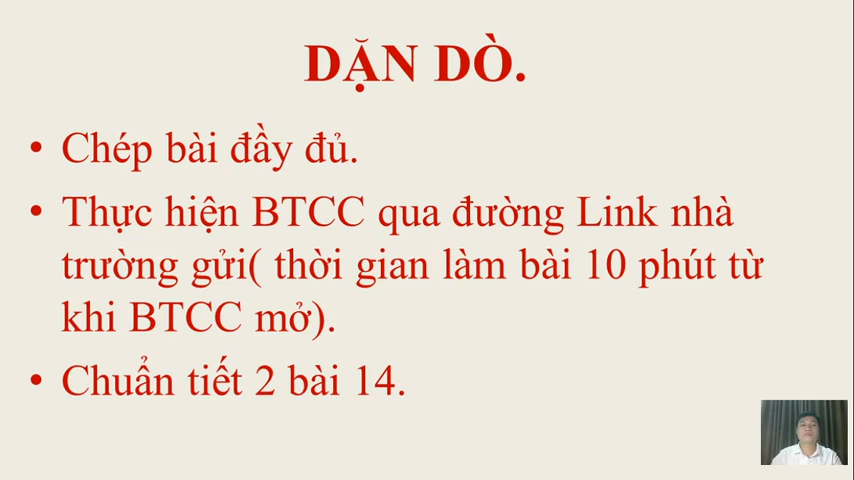 DẶN DÒ.
• Chép bài đầy đủ.
• Thực hiện BTCC qua đường Link nhà
trường gửi( thời gian làm bài 10 phút từ
khi BTCC mở).
• Chuẩn tiết 2 bài 14.